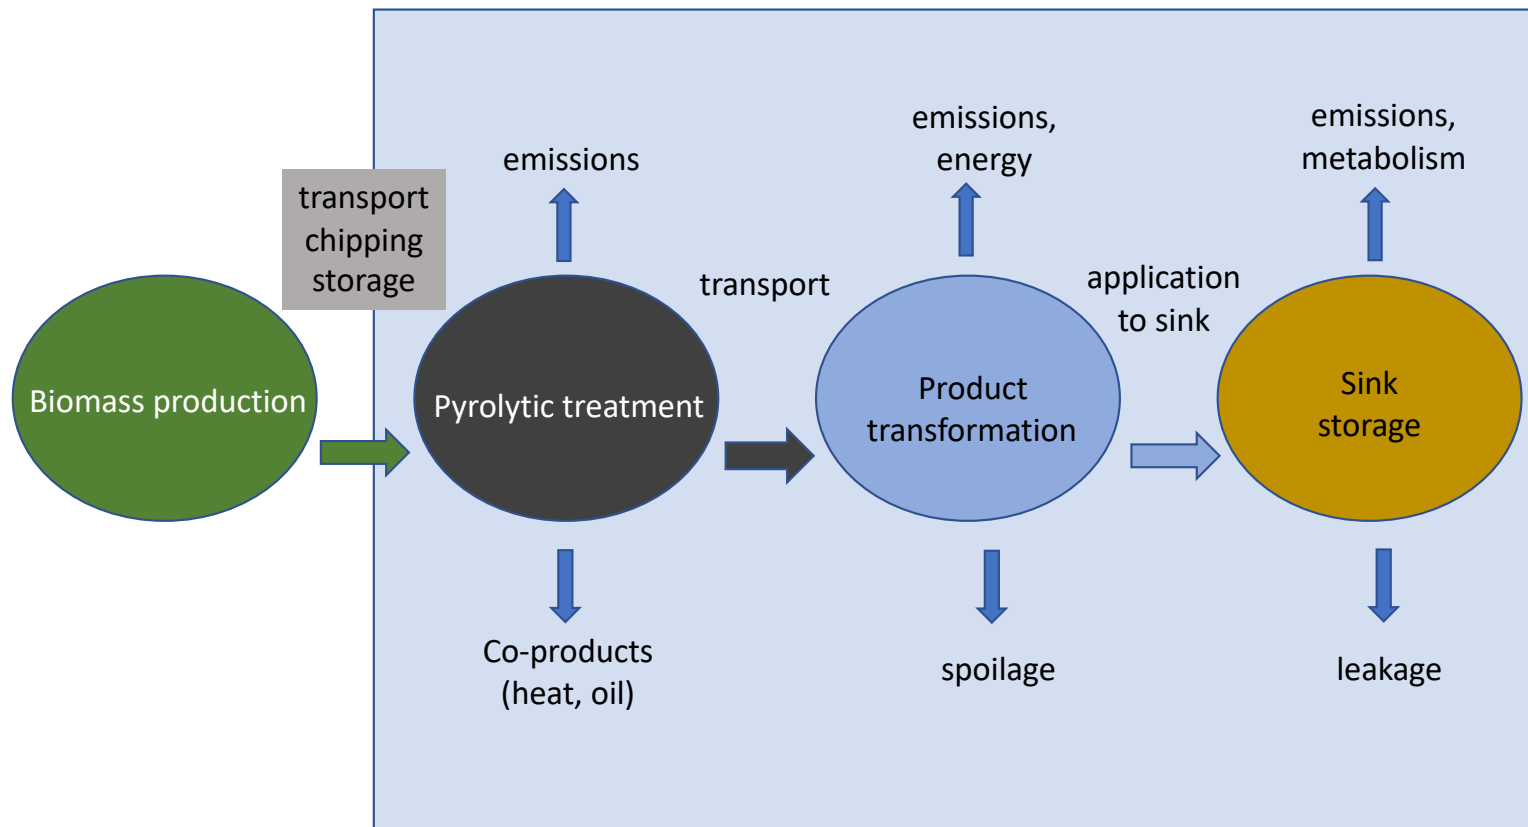 emissions
emissions,
energy
emissions,
metabolism
transport
chipping
storage
transport
application
to sink
Biomass production
Pyrolytic treatment
Product
transformation
Sink
storage
Co-products
(heat, oil)
spoilage
leakage